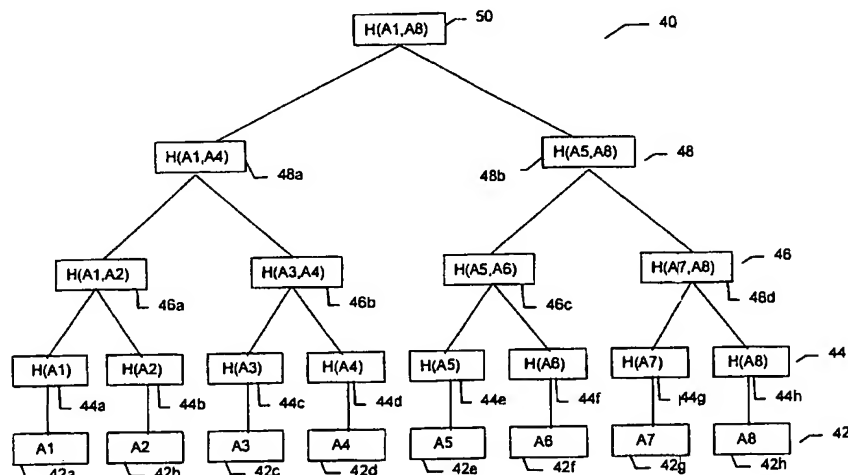 H(A1,A8) 50 40
H(A1,A4) 48a 48b H(A5,A8) 48
H(A1,A2) H(A3,A4) H(A5,A6) H(A7,A8) 46
46a 46b 46c 48d
H(A1) H(A2) H(A3) H(A4) H(A5) H(A6) H(A7) H(A8) 44
44a 44b 44c 44d 44e 44f 44g 44h
A1 A2 A3 A4 A5 A6 A7 A8 42
42a 42b 42c 42d 42e 42f 42g 42h